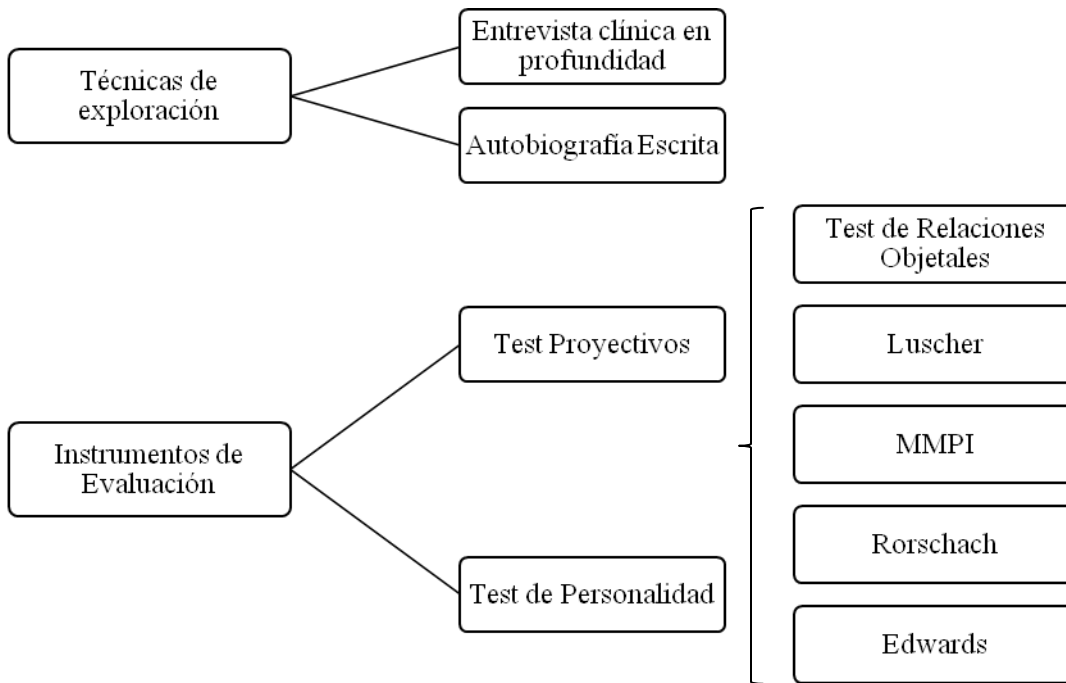 Técnicas de
exploración
Entrevista clínica en
profundidad
Autobiografía Escrita
Instrumentos de
Evaluación
Test Proyectivos
Test de Personalidad
Test de Relaciones
Objetales
Luscher
MMPI
Rorschach
Edwards